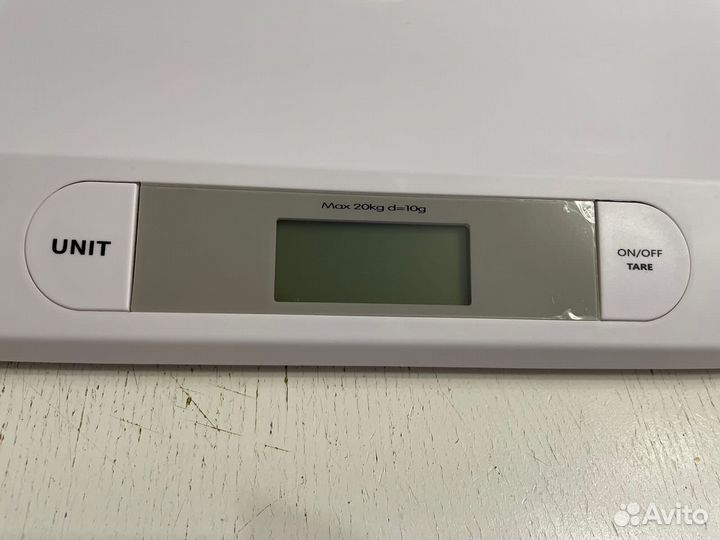 Max 20kg d=10g
UNIT
ON/OFF
TARE
Avito